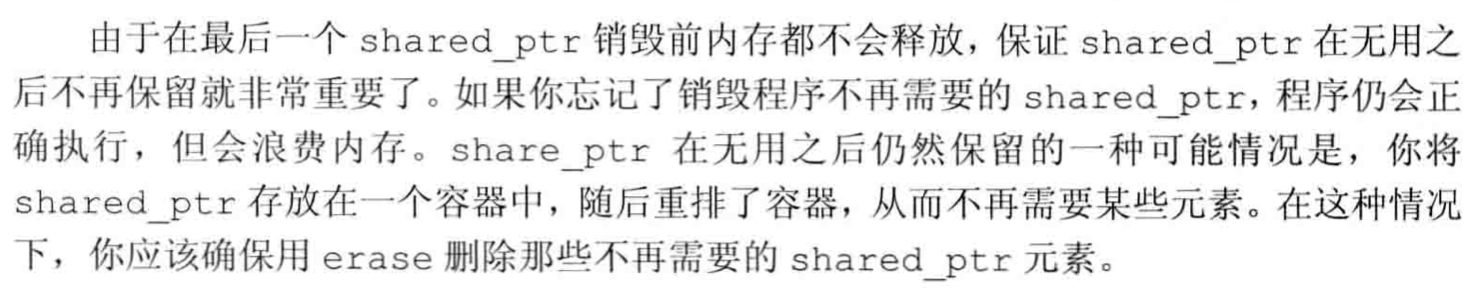 由于在最后一个 shared_ptr 销毁前内存都不会释放，保证 shared_ptr 在无用之
后不再保留就非常重要了。如果你忘记了销毁程序不再需要的 shared_ptr，程序仍会正
确执行，但会浪费内存。share_ptr 在无用之后仍然保留的一种可能情况是，你将
shared_ptr 存放在一个容器中，随后重排了容器，从而不再需要某些元素。在这种情况
下，你应该确保用 erase 删除那些不再需要的 shared_ptr 元素。